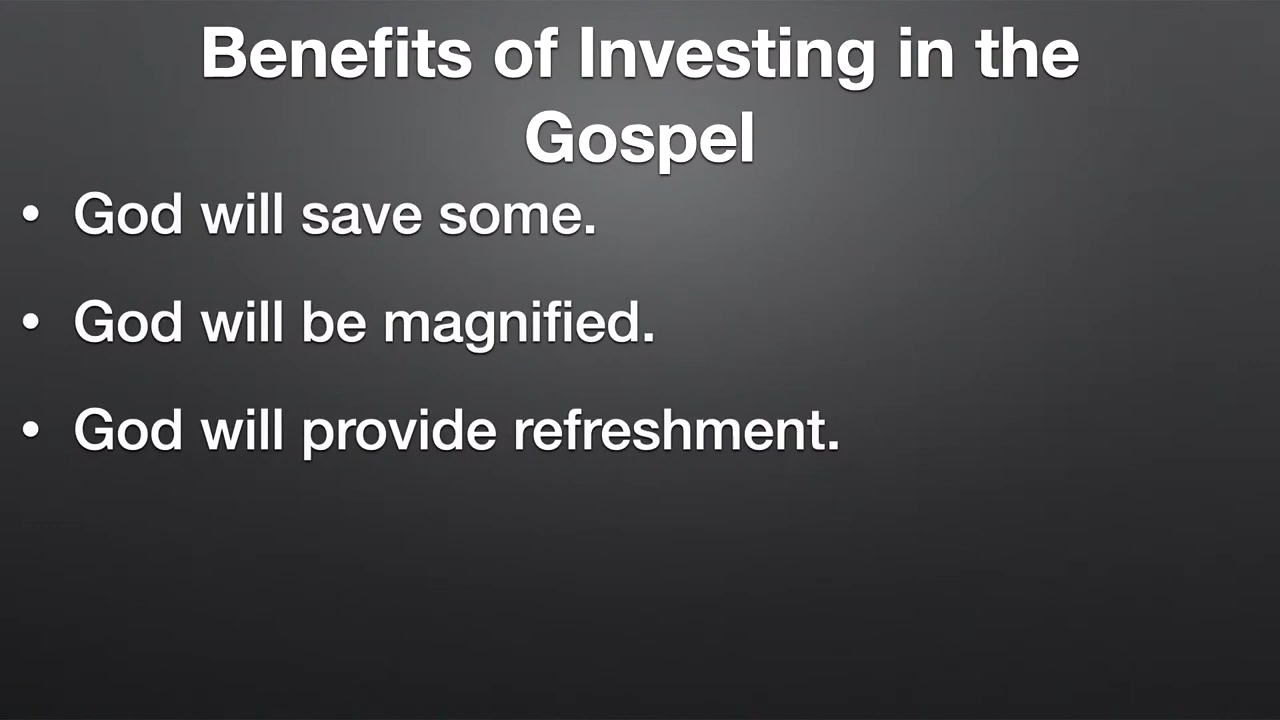 Benefits of Investing in the
Gospel
• God will save some.
• God will be magnified.
• God will provide refreshment.